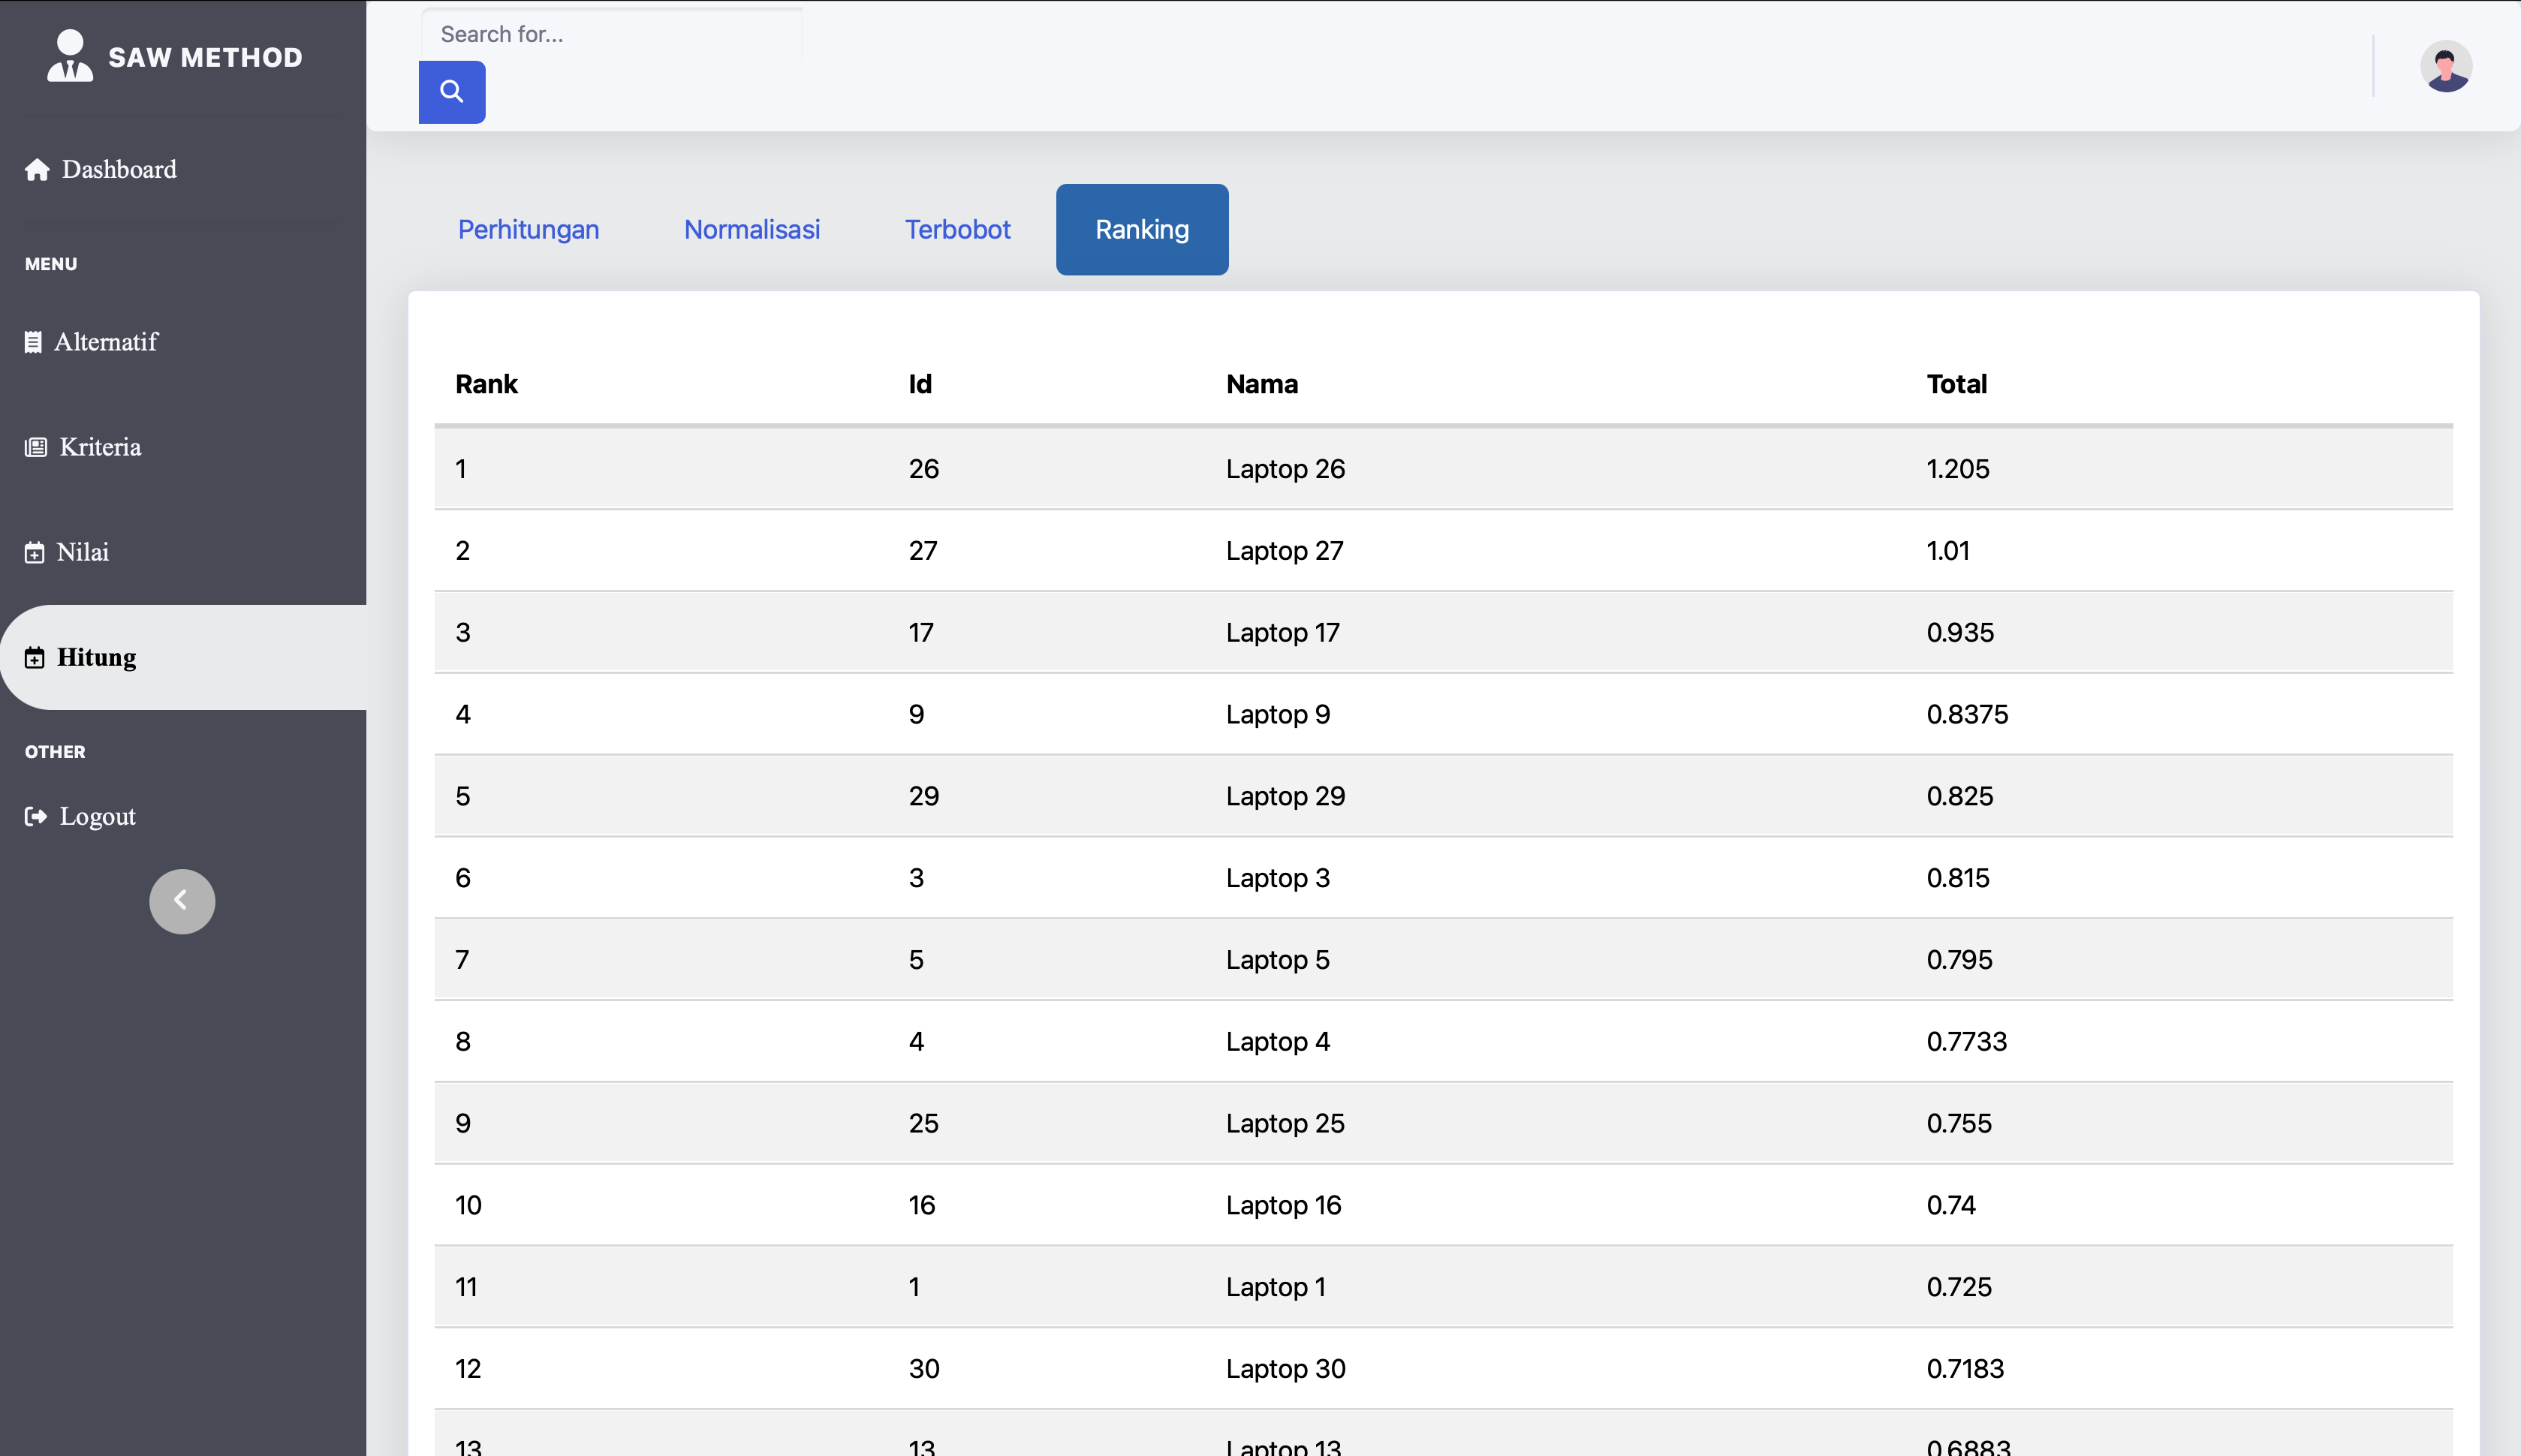 SAW METHOD
Dashboard
MENU
Alternatif
Kriteria
Nilai
Hitung
OTHER
Logout
Search for...
Perhitungan Normalisasi Terbobot Ranking
Rank Id Nama Total
1 26 Laptop 26 1.205
2 27 Laptop 27 1.01
3 17 Laptop 17 0.935
4 9 Laptop 9 0.8375
5 29 Laptop 29 0.825
6 3 Laptop 3 0.815
7 5 Laptop 5 0.795
8 4 Laptop 4 0.7733
9 25 Laptop 25 0.755
10 16 Laptop 16 0.74
11 1 Laptop 1 0.725
12 30 Laptop 30 0.7183
13 13 Laptop 13 0.6883